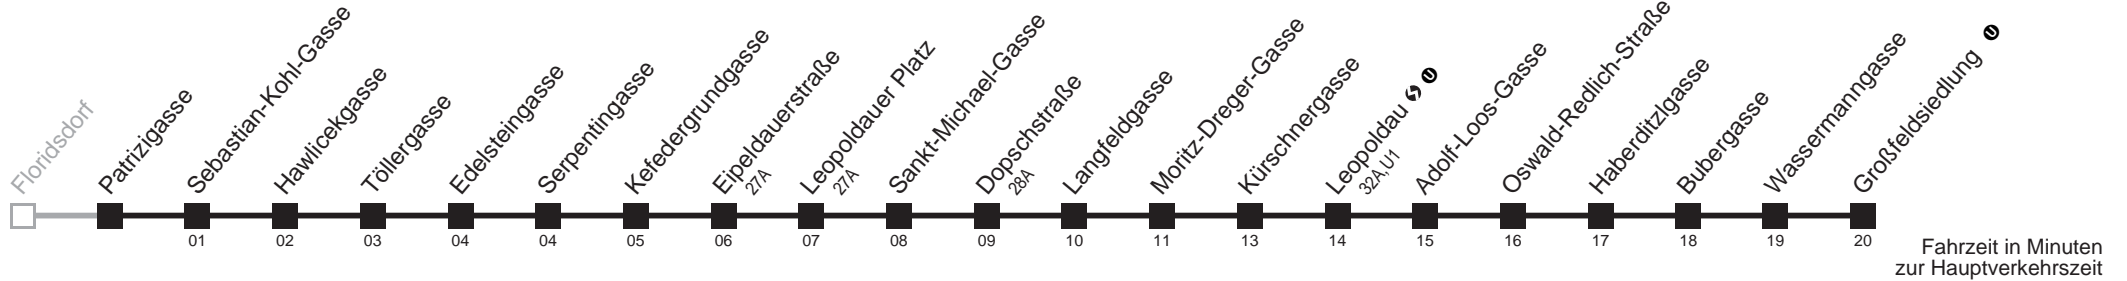 Floridsdorf
Patrizigasse
Sebastian-Kohl-Gasse
Hawlicekgasse
Töllergasse
Edelsteingasse
Serpentingasse
Kefedergrundgasse
Eipeldauerstraße
27A
Leopoldauer Platz
27A
Sankt-Michael-Gasse
Dopschstraße
28A
Langfeldgasse
Moritz-Dreger-Gasse
Kürschnergasse
Leopoldau S U
32A,U1
Adolf-Loos-Gasse
Oswald-Redlich-Straße
Haberditzlgasse
Bubergasse
Wassermanngasse
Großfeldsiedlung U
01 02 03 04 04 05 06 07 08 09 10 11 13 14 15 16 17 18 19 20
Fahrzeit in Minuten
zur Hauptverkehrszeit